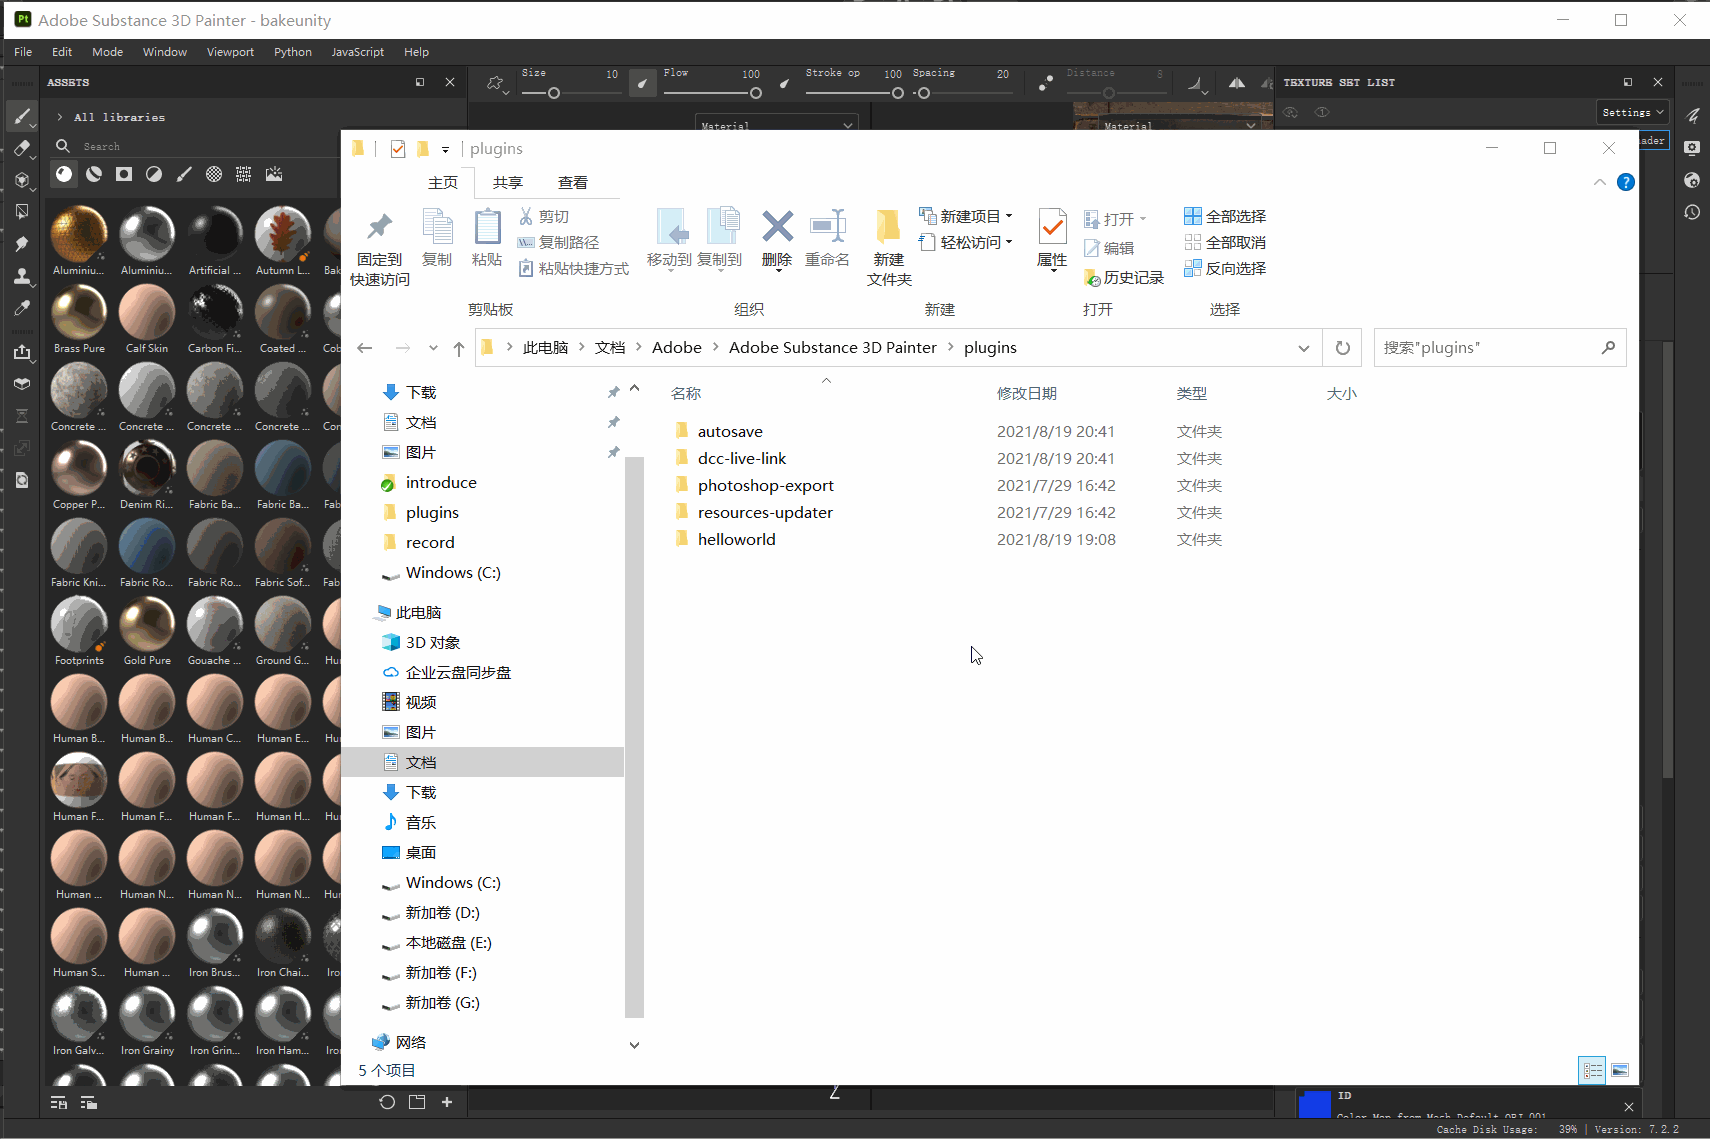 Pt Adobe Substance 3D Painter - bakeunity
File Edit Mode Window Viewport Python JavaScript Help
ASSETS
All libraries
Search
Size 10 Flow 100 Stroke op 100 Spacing 20 Distance
Material
Material
TEXTURE SET LIST
Settings
ader
Aluminiu... Aluminiu... Artificial ... Autumn L...
Brass Pure Calf Skin Carbon Fi... Coated ...
Concrete ... Concrete ... Concrete ... Concrete ...
Copper P... Denim Ri... Fabric Ba... Fabric Ba...
Fabric Kni... Fabric Ro... Fabric Ro... Fabric Sof...
Footprints Gold Pure Gouache ... Ground G...
Human B... Human B... Human C... Human E...
Human F... Human F... Human F... Human H...
Human ... Human N... Human N... Human N...
Human S... Human ... Iron Brus... Iron Chai...
Iron Galv... Iron Grainy Iron Grin... Iron Ham...
plugins
主页 共享 查看
固定到
快速访问
复制
粘贴
剪切
复制路径
粘贴快捷方式
剪贴板
移动到 复制到 删除 重命名
组织
新建
文件夹
新建项目
轻松访问
新建
属性
打开
编辑
历史记录
打开
全部选择
全部取消
反向选择
选择
此电脑 文档 Adobe Adobe Substance 3D Painter plugins
搜索"plugins"
下载
文档
图片
introduce
plugins
record
Windows (C:)
此电脑
3D 对象
企业云盘同步盘
视频
图片
文档
下载
音乐
桌面
Windows (C:)
新加卷 (D:)
本地磁盘 (E:)
新加卷 (F:)
新加卷 (G:)
网络
名称 修改日期 类型 大小
autosave 2021/8/19 20:41 文件夹
dcc-live-link 2021/8/19 20:41 文件夹
photoshop-export 2021/7/29 16:42 文件夹
resources-updater 2021/7/29 16:42 文件夹
helloworld 2021/8/19 19:08 文件夹
5 个项目
Z
ID
Color Map from Mesh Default_OBJ.001
Cache Disk Usage: 39% | Version: 7.2.2